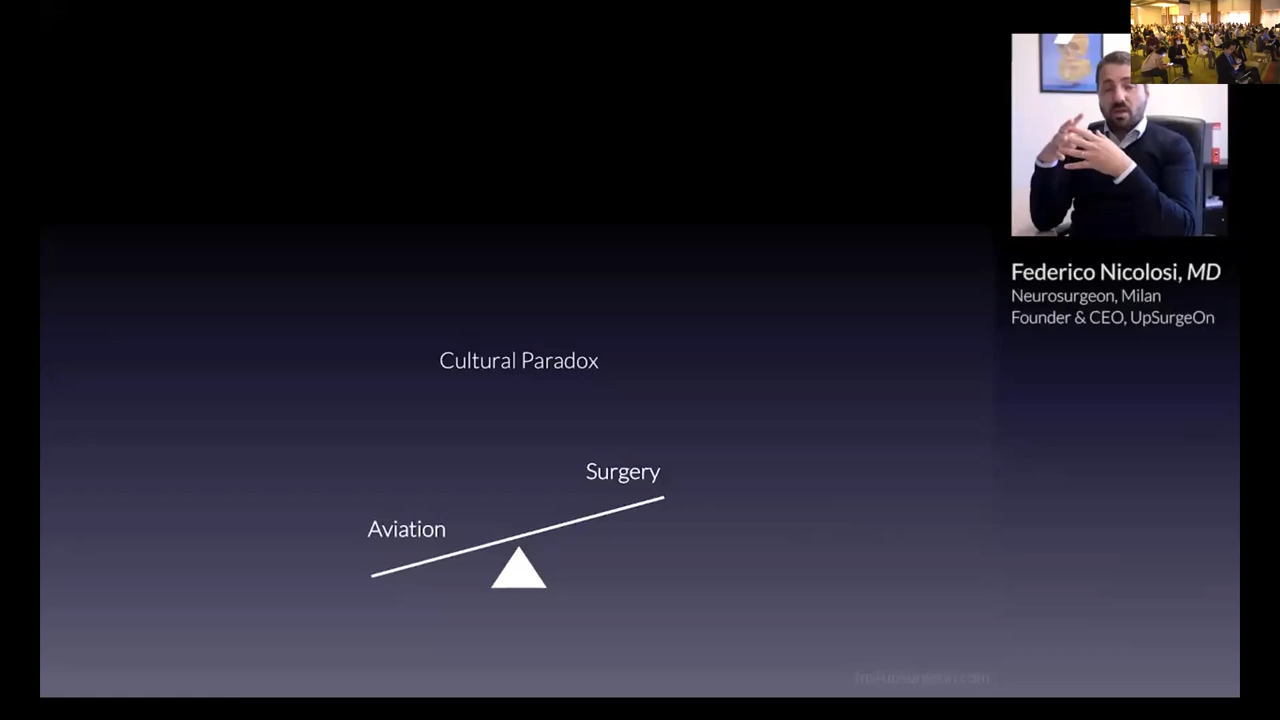 Federico Nicolosi, MD
Neurosurgeon, Milan
Founder & CEO, UpSurgeOn
Cultural Paradox
Surgery
Aviation